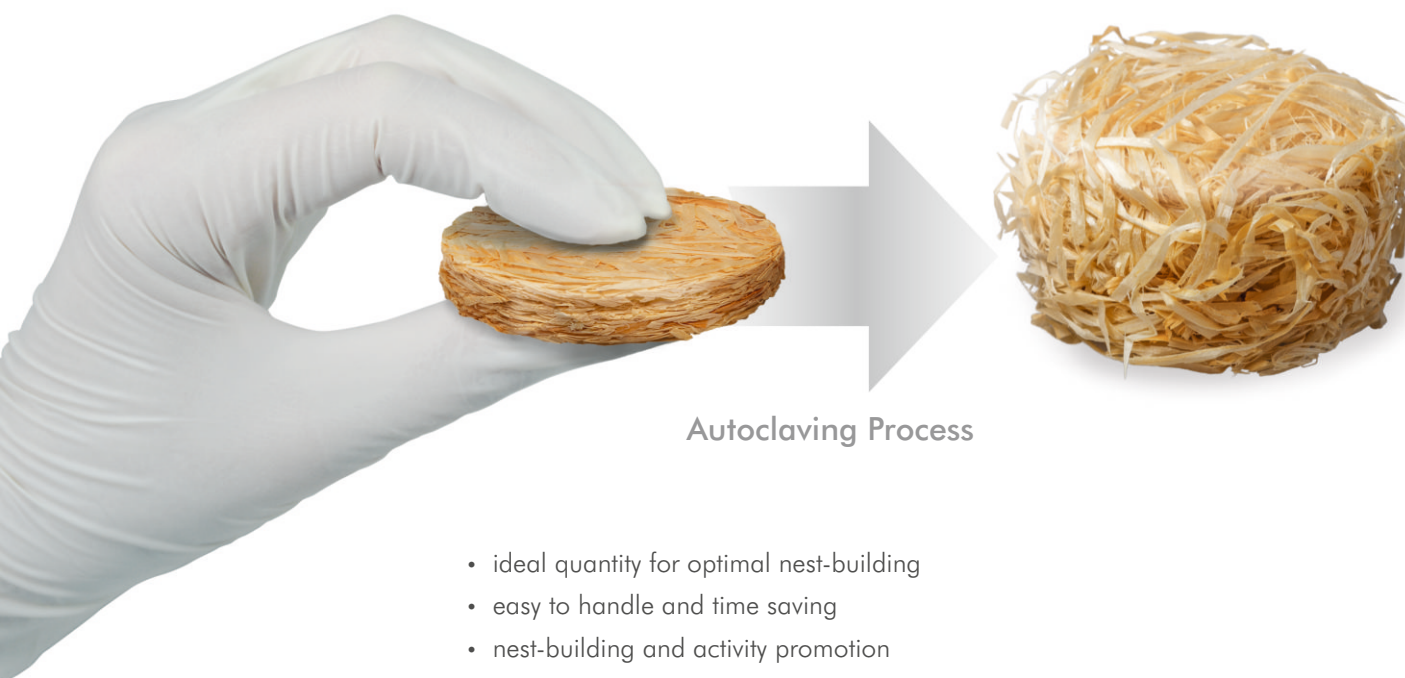 Autoclaving Process
• ideal quantity for optimal nest-building
• easy to handle and time saving
• nest-building and activity promotion